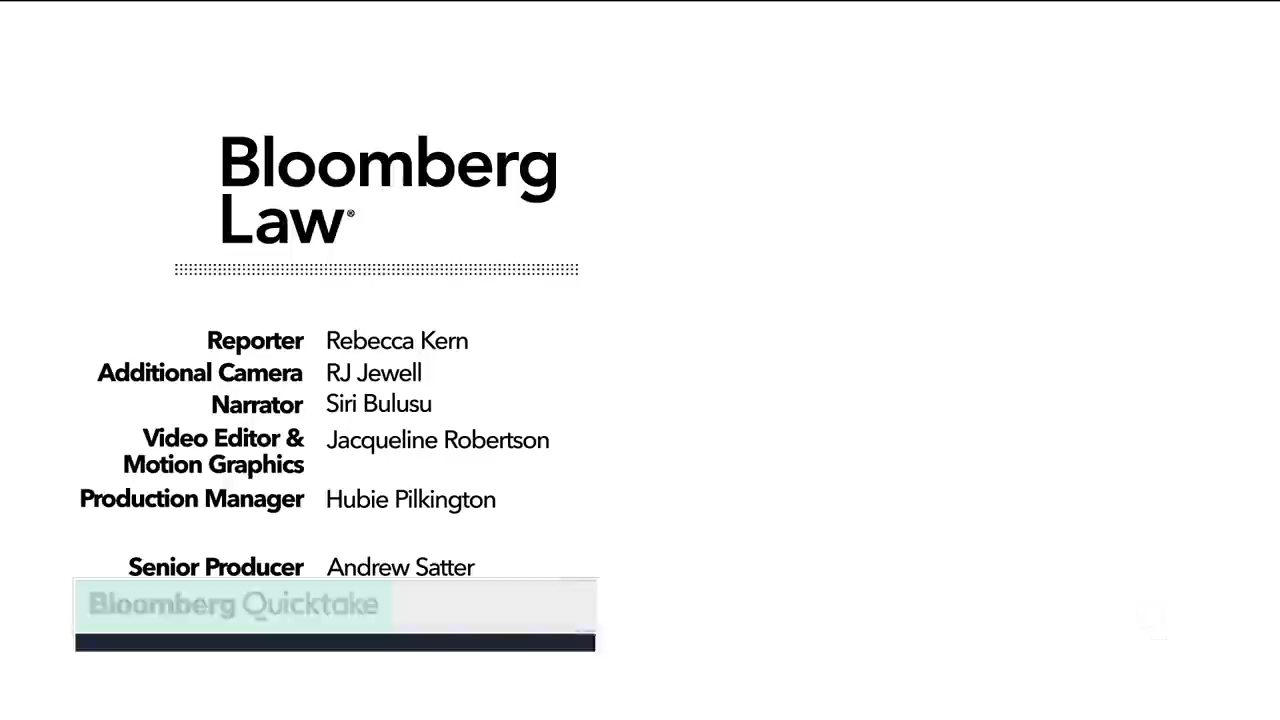 Bloomberg
Law®
Reporter Rebecca Kern
Additional Camera RJ Jewell
Narrator Siri Bulusu
Video Editor & Jacqueline Robertson
Motion Graphics
Production Manager Hubie Pilkington
Senior Producer Andrew Satter
Bloomberg Quicktake